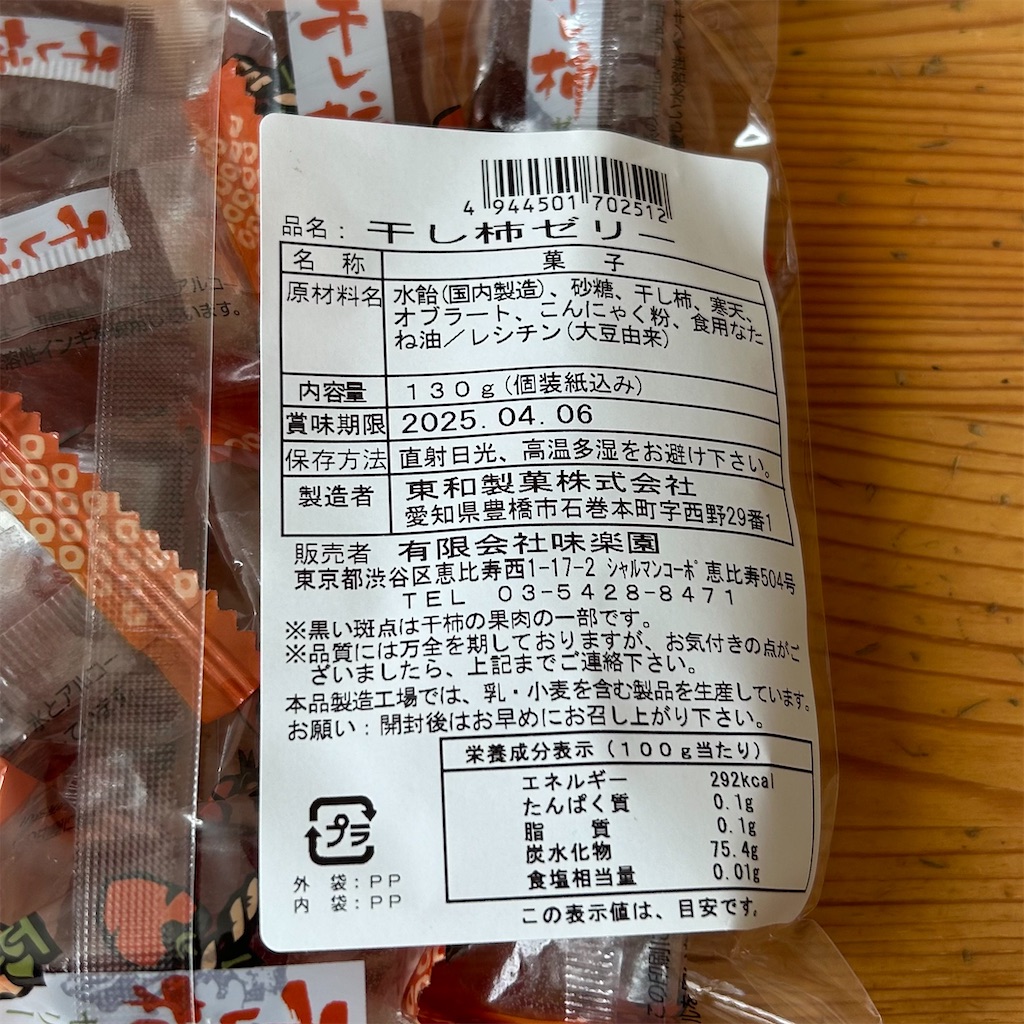 干し柿
4 944501 702512
品名：干し柿ゼリー
名 称 菓 子
原材料名 水飴(国内製造)、砂糖、干し柿、寒天、
オブラート、こんにゃく粉、食用なた
ね油／レシチン(大豆由来)
内容量 １３０ｇ(個装紙込み)
賞味期限 2025.04.06
保存方法 直射日光、高温多湿をお避け下さい。
製造者 東和製菓株式会社
愛知県豊橋市石巻本町字西野29番1
販売者 有限会社味楽園
東京都渋谷区恵比寿西1-17-2 ｼｬﾙﾏﾝｺｰﾎﾟ恵比寿504号
ＴＥＬ ０３-５４２８-８４７１
※黒い斑点は干柿の果肉の一部です。
※品質には万全を期しておりますが、お気付きの点がご
ざいましたら、上記までご連絡下さい。
本品製造工場では、乳・小麦を含む製品を生産しています。
お願い：開封後はお早めにお召し上がり下さい。
栄養成分表示（１００ｇ当たり）
エネルギー 292kcal
たんぱく質 0.1g
脂 質 0.1g
炭水化物 75.4g
食塩相当量 0.01g
この表示値は、目安です。
プラ
外 袋：ＰＰ
内 袋：ＰＰ